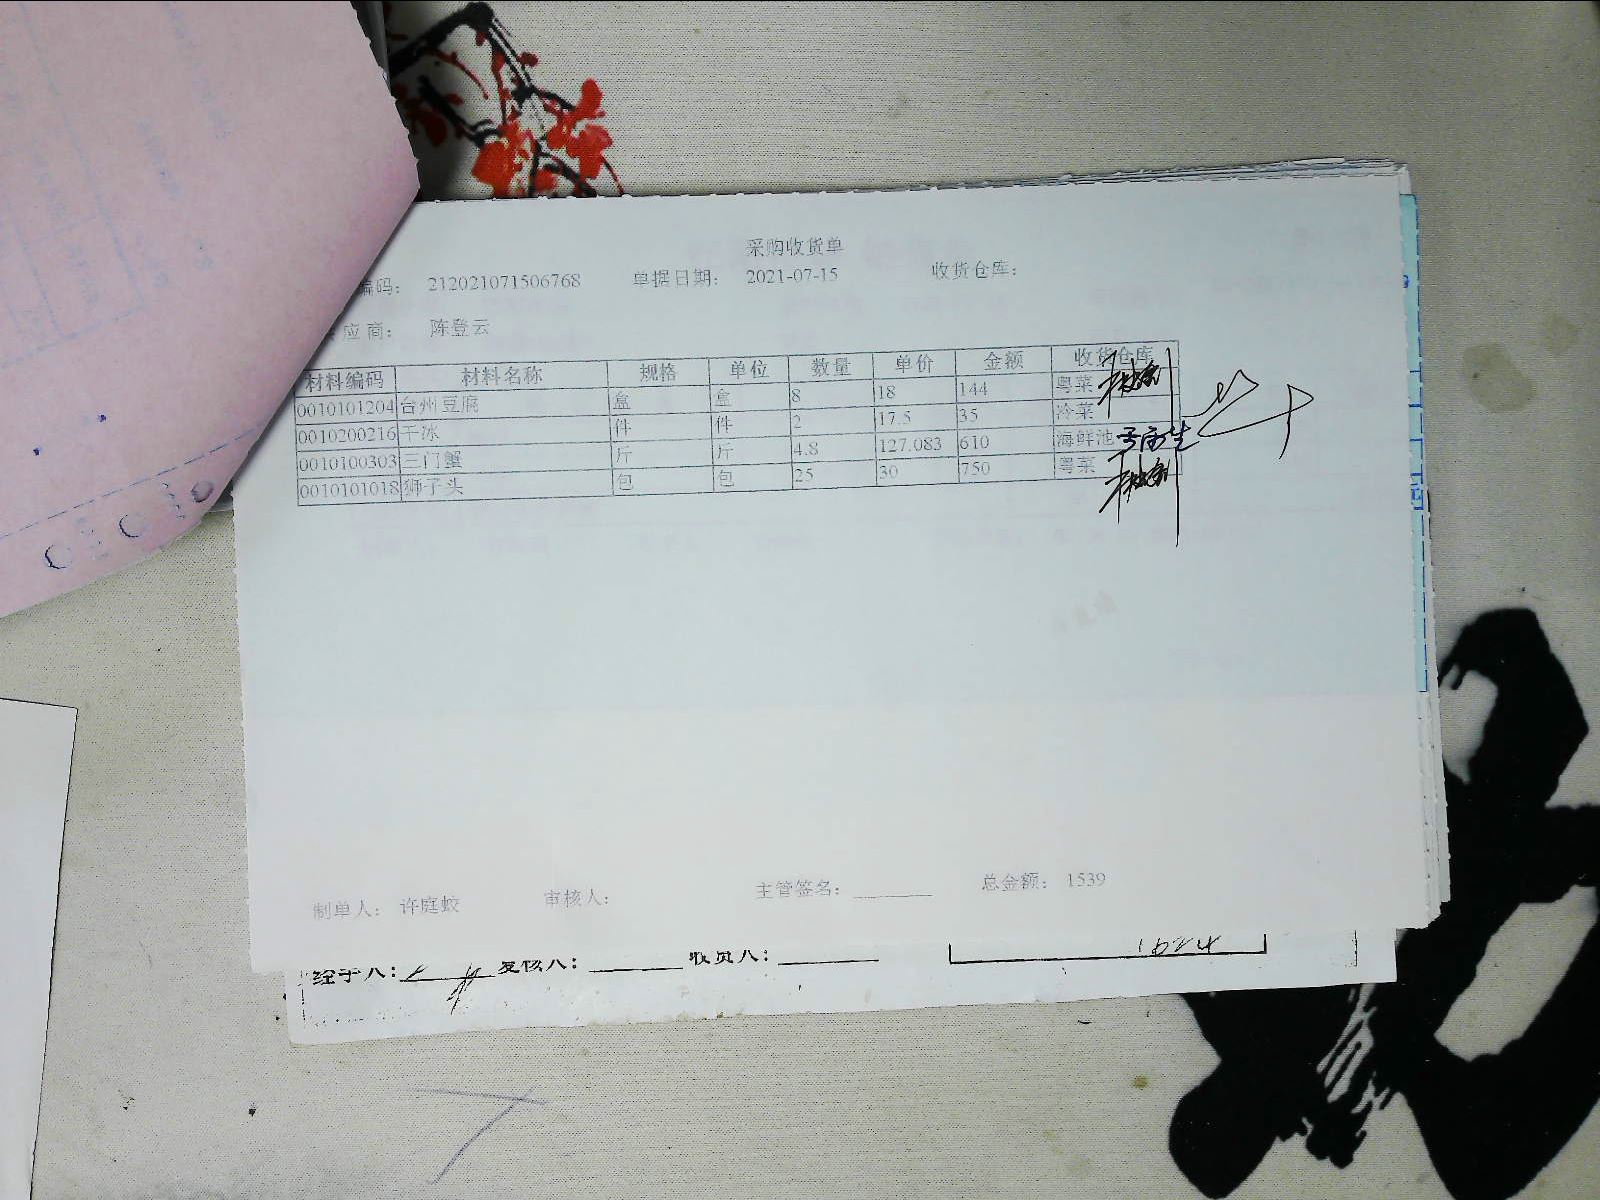 采购收货单
编码： 212021071506768 单据日期： 2021-07-15 收货仓库：
应商： 陈登云
材料编码 材料名称 规格 单位 数量 单价 金额 收货仓库
0010101204 台州豆腐 盒 盒 8 18 144 粤菜
0010200216 干冰 件 件 2 17.5 35 冷菜
0010100303 三门蟹 斤 斤 4.8 127.083 610 海鲜池
0010101018 狮子头 包 包 25 30 750 粤菜
制单人： 许庭蛟 审核人： 主管签名： 总金额： 1539
经手人： 复核人： 收货人： 1624